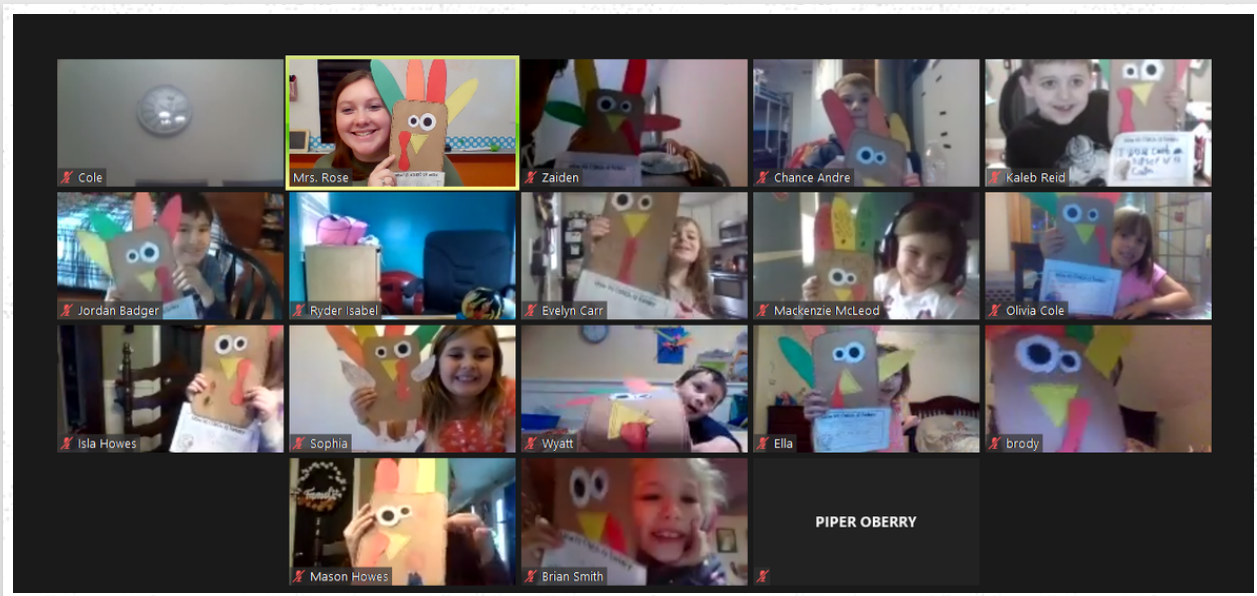 Cole
Mrs. Rose
Zaiden
Chance Andre
Kaleb Reid
Jordan Badger
Ryder Isabel
Evelyn Carr
Mackenzie McLeod
Olivia Cole
Isla Howes
Sophia
Wyatt
Ella
brody
Family
Mason Howes
Brian Smith
PIPER OBERRY